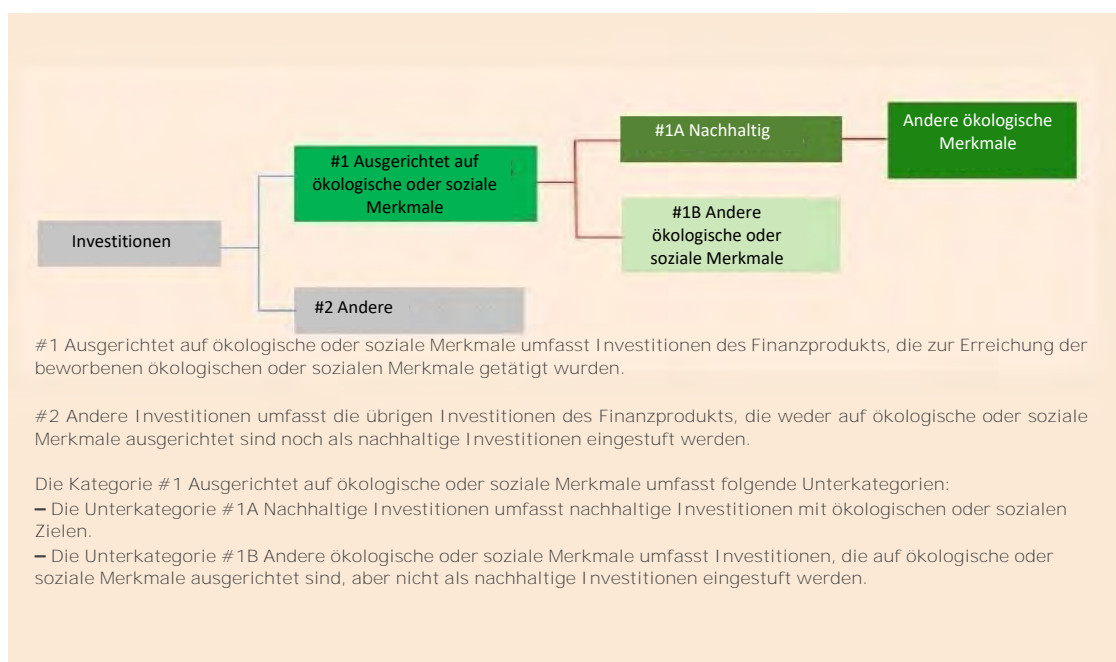 Andere ökologische
Merkmale
#1A Nachhaltig
#1 Ausgerichtet auf
ökologische oder soziale
Merkmale
#1B Andere
ökologische oder
soziale Merkmale
Investitionen
#2 Andere
#1 Ausgerichtet auf ökologische oder soziale Merkmale umfasst Investitionen des Finanzprodukts, die zur Erreichung der
beworbenen ökologischen oder sozialen Merkmale getätigt wurden.
#2 Andere Investitionen umfasst die übrigen Investitionen des Finanzprodukts, die weder auf ökologische oder soziale
Merkmale ausgerichtet sind noch als nachhaltige Investitionen eingestuft werden.
Die Kategorie #1 Ausgerichtet auf ökologische oder soziale Merkmale umfasst folgende Unterkategorien:
– Die Unterkategorie #1A Nachhaltige Investitionen umfasst nachhaltige Investitionen mit ökologischen oder sozialen
Zielen.
– Die Unterkategorie #1B Andere ökologische oder soziale Merkmale umfasst Investitionen, die auf ökologische oder
soziale Merkmale ausgerichtet sind, aber nicht als nachhaltige Investitionen eingestuft werden.